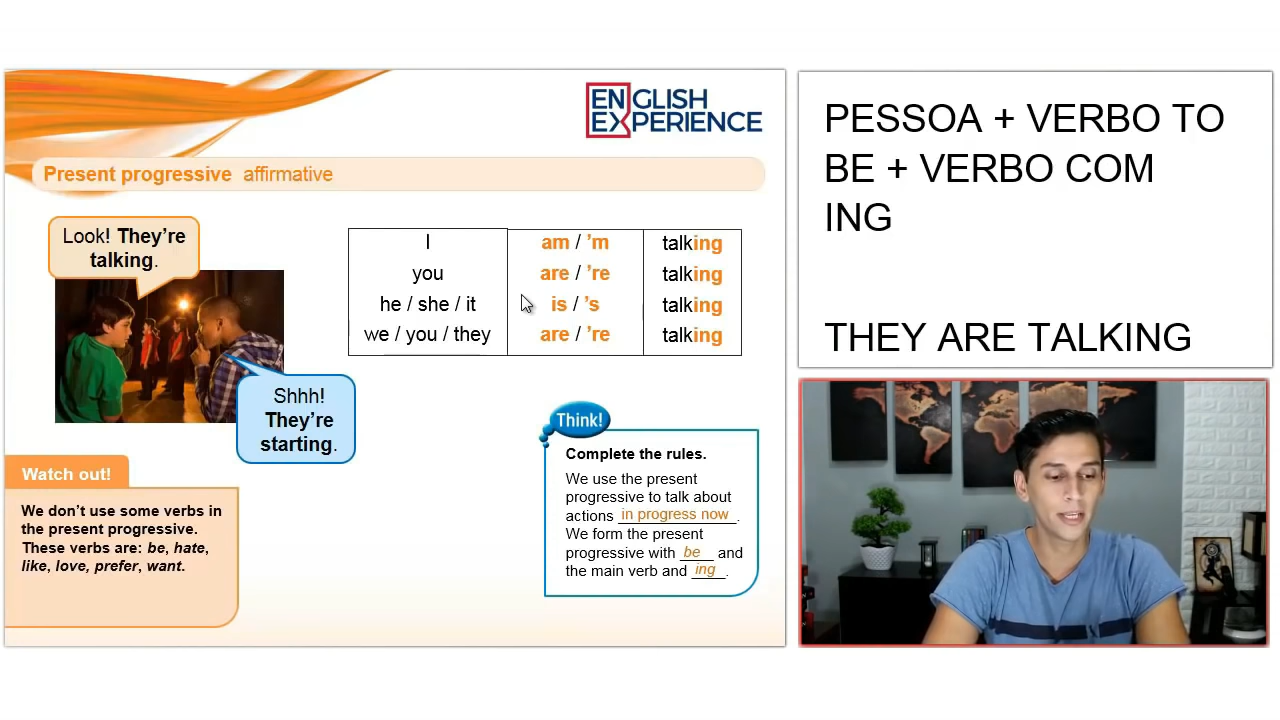 ENGLISH
EXPERIENCE
Present progressive affirmative
Look! They're
talking.
Shhh!
They're
starting.
I am / 'm talking
you are / 're talking
he / she / it is / 's talking
we / you / they are / 're talking
Watch out!
We don't use some verbs in
the present progressive.
These verbs are: be, hate,
like, love, prefer, want.
Think!
Complete the rules.
We use the present
progressive to talk about
actions in progress now.
We form the present
progressive with be and
the main verb and ing.
PESSOA + VERBO TO
BE + VERBO COM
ING
THEY ARE TALKING